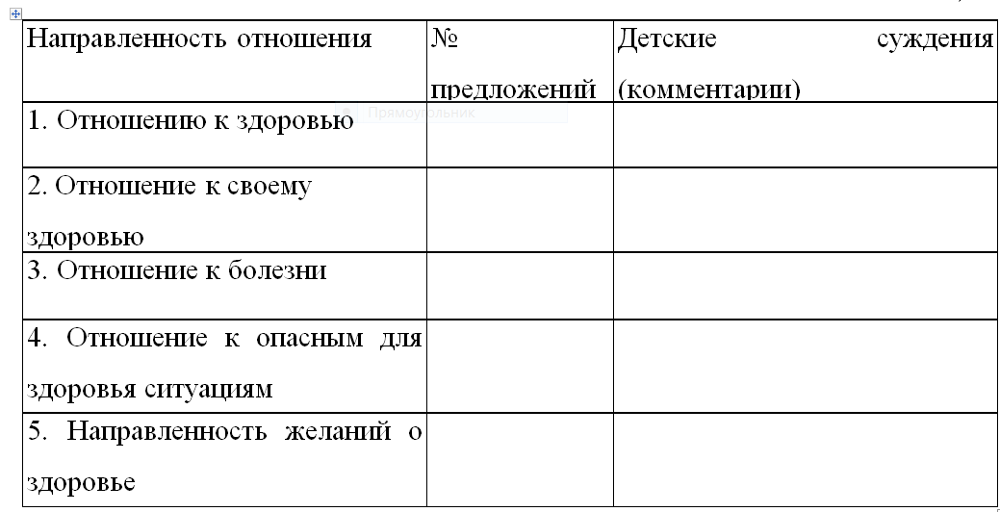 Направленность отношения
№
предложений
Детские суждения
(комментарии)
Прямоугольник
1. Отношению к здоровью
2. Отношение к своему
здоровью
3. Отношение к болезни
4. Отношение к опасным для
здоровья ситуациям
5. Направленность желаний о
здоровье